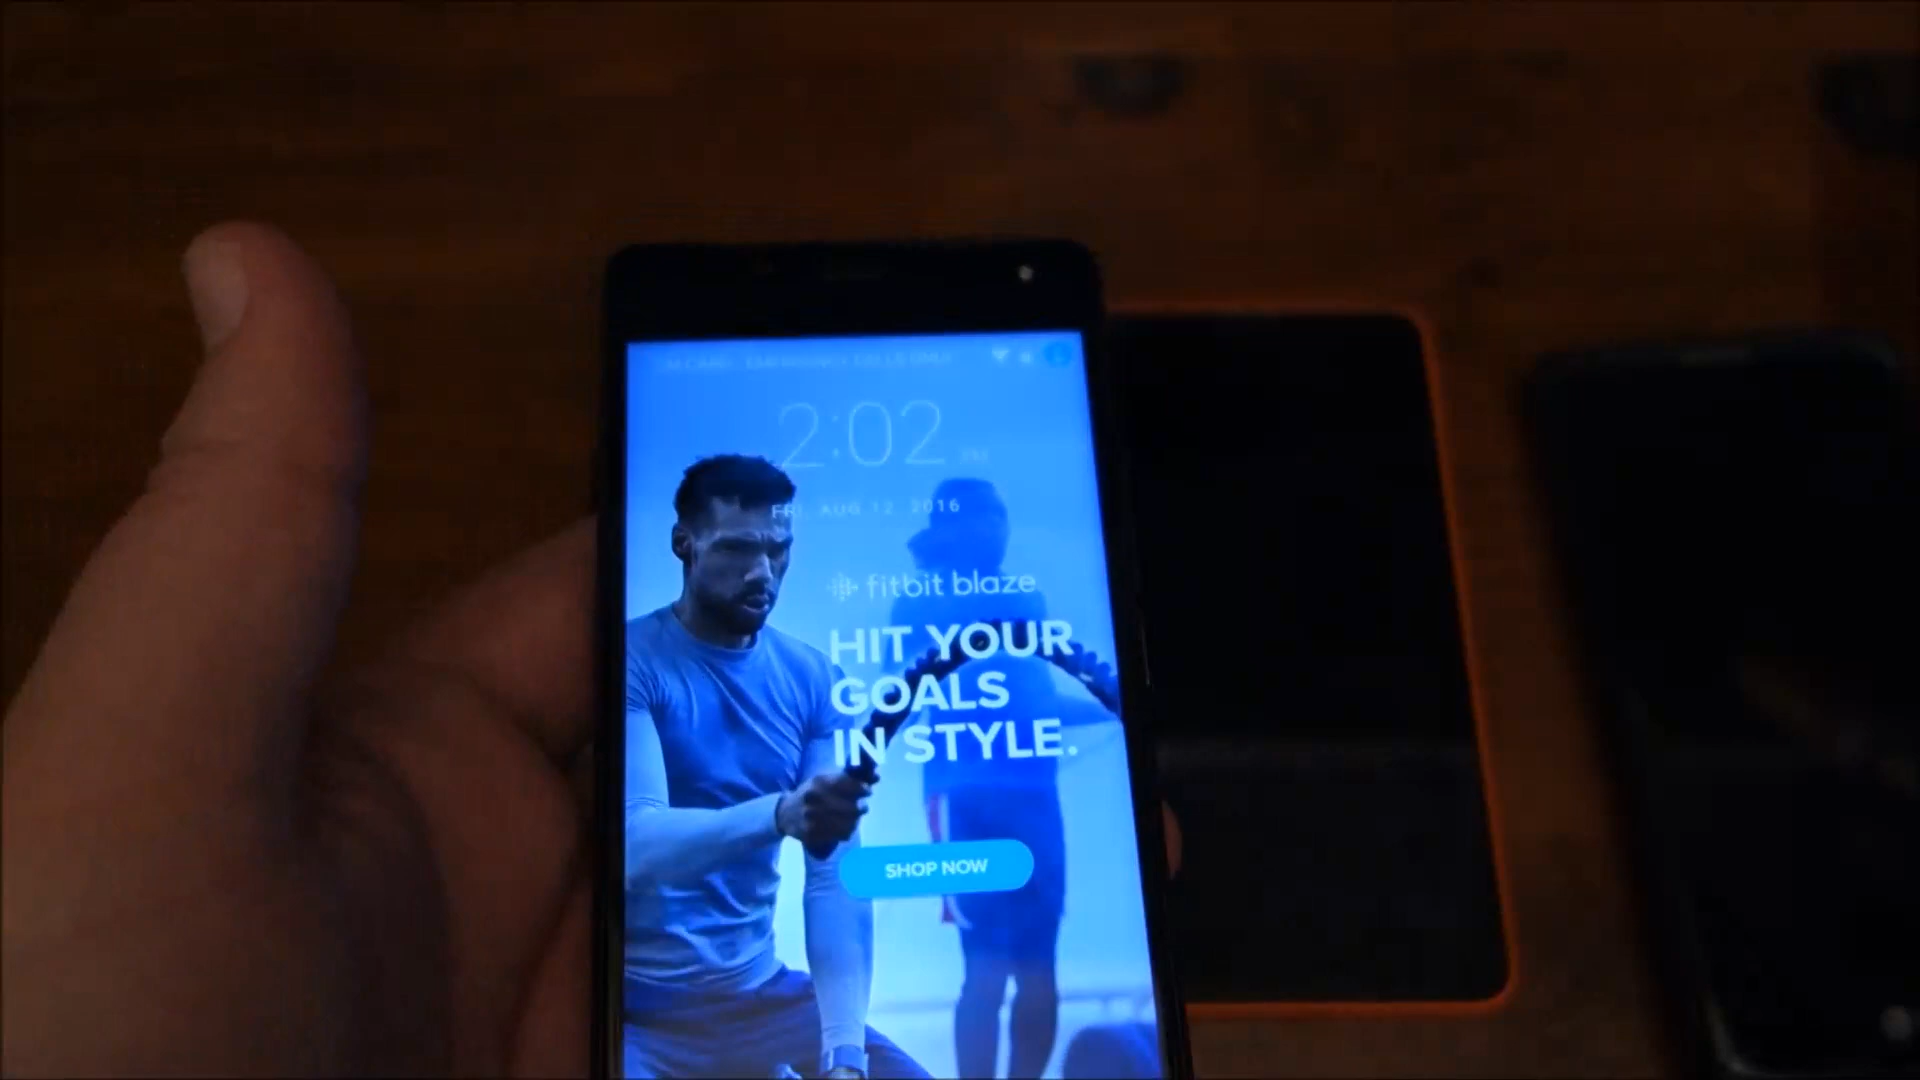 2:02
FRI, AUG 12, 2016
fitbit blaze
HIT YOUR
GOALS
IN STYLE.
SHOP NOW